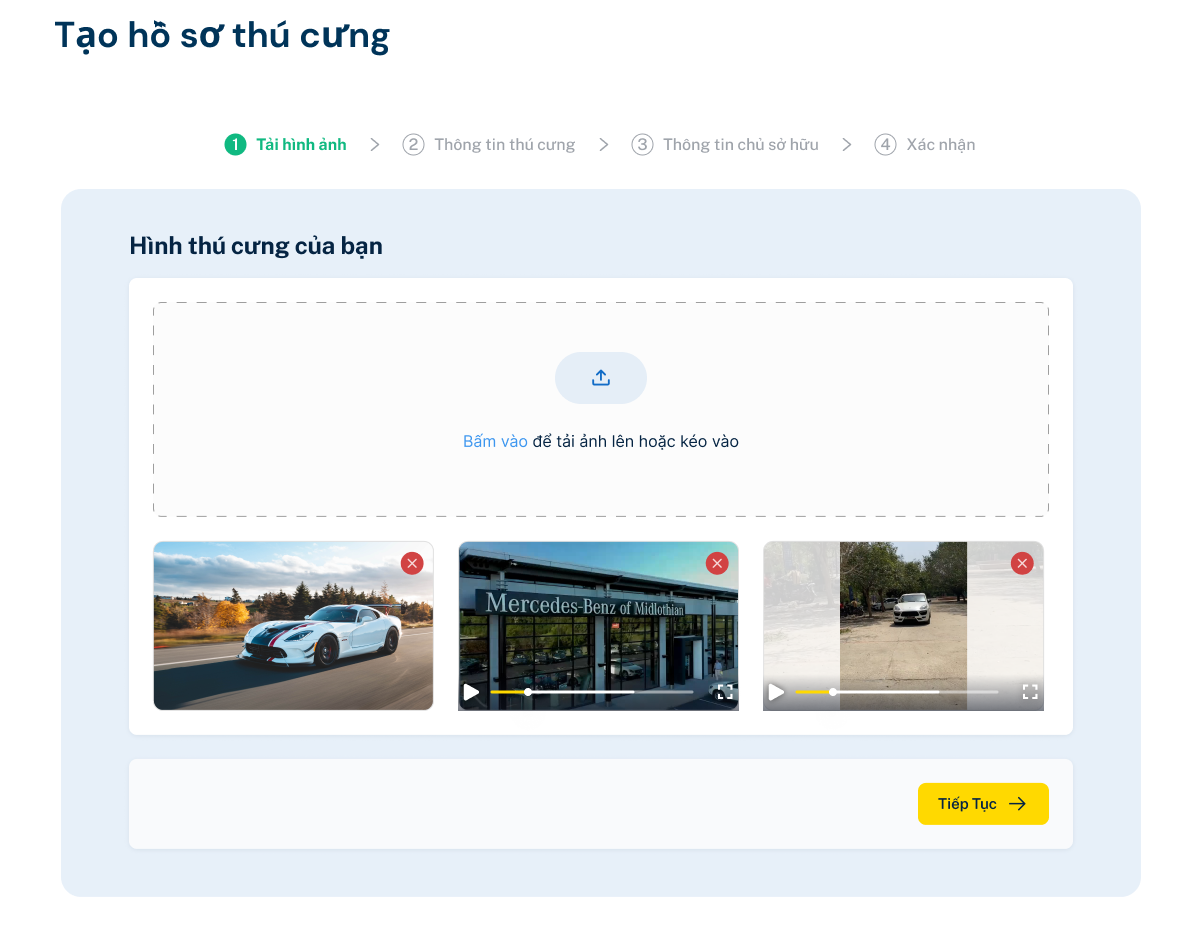 Tạo hồ sơ thú cưng
1 Tải hình ảnh 2 Thông tin thú cưng 3 Thông tin chủ sở hữu 4 Xác nhận
Hình thú cưng của bạn
Bấm vào để tải ảnh lên hoặc kéo vào
Mercedes-Benz of Midlothian
Tiếp Tục